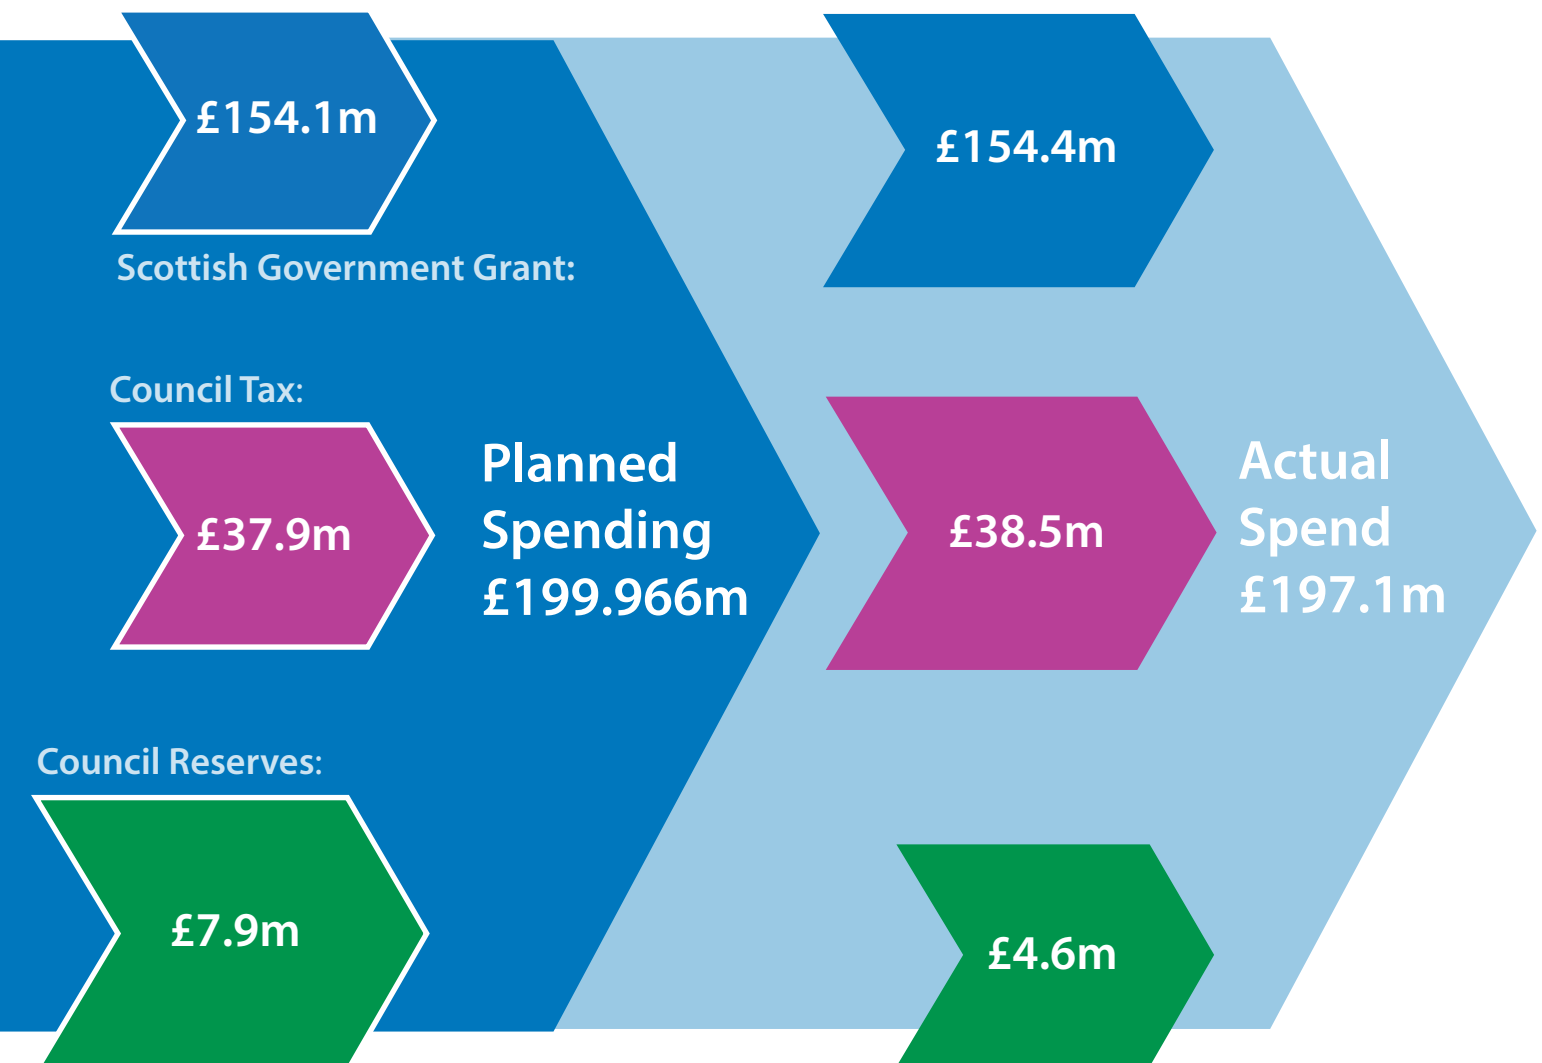 £154.1m
Scottish Government Grant:
Council Tax:
£37.9m
Planned
Spending
£199.966m
Council Reserves:
£7.9m
£154.4m
£38.5m
Actual
Spend
£197.1m
£4.6m